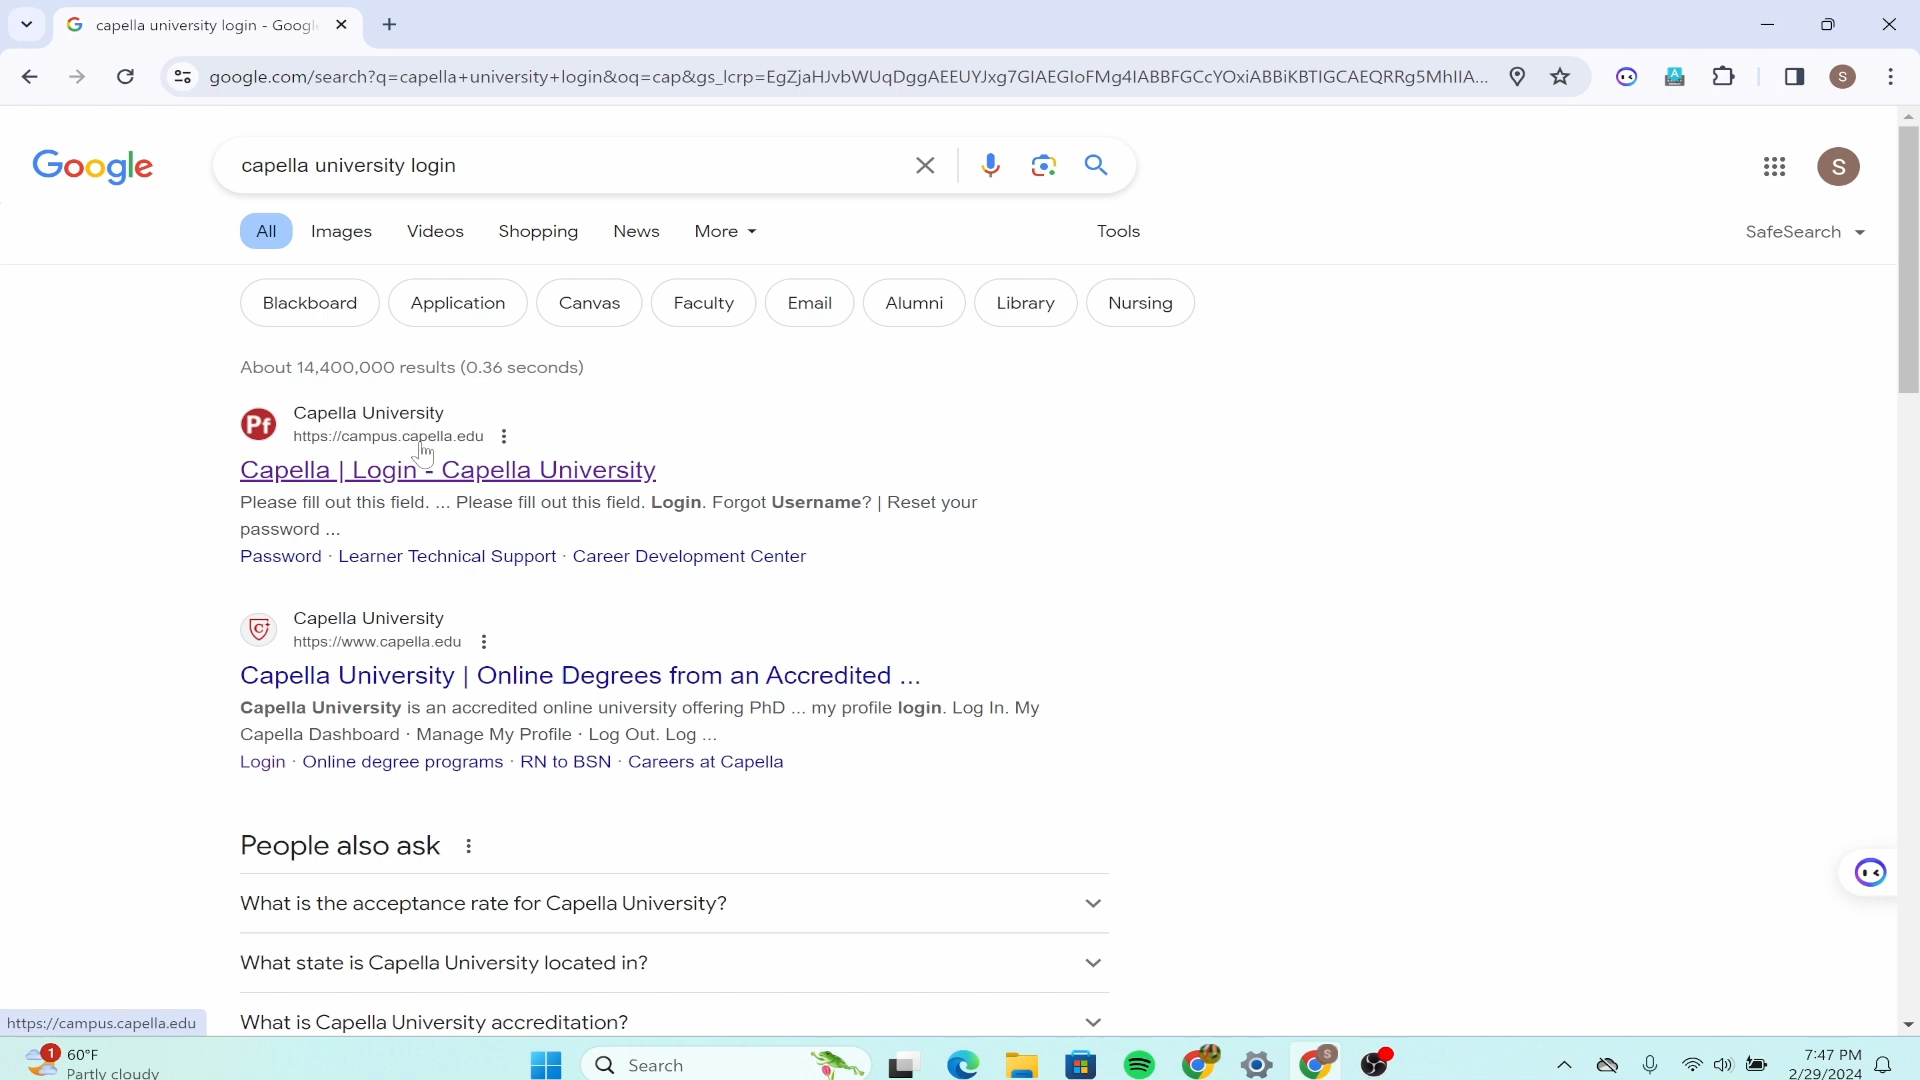 capella university login - Googl
google.com/search?q=capella+university+login&oq=cap&gs_lcrp=EgZjaHJvbWUqDggAEEUYJxg7GIAEGIoFMg4IABBFGCcYOxiABBiKBTIGCAEQRRg5MhIIA...
S
Google
capella university login
S
All Images Videos Shopping News More Tools SafeSearch
Blackboard Application Canvas Faculty Email Alumni Library Nursing
About 14,400,000 results (0.36 seconds)
Pf
Capella University
https://campus.capella.edu
Capella | Login - Capella University
Please fill out this field. ... Please fill out this field. Login. Forgot Username? | Reset your
password ...
Password · Learner Technical Support · Career Development Center
C
Capella University
https://www.capella.edu
Capella University | Online Degrees from an Accredited ...
Capella University is an accredited online university offering PhD ... my profile login. Log In. My
Capella Dashboard · Manage My Profile · Log Out. Log ...
Login · Online degree programs · RN to BSN · Careers at Capella
People also ask
What is the acceptance rate for Capella University?
What state is Capella University located in?
What is Capella University accreditation?
https://campus.capella.edu
1
60°F
Partly cloudy
Search
S
7:47 PM
2/29/2024